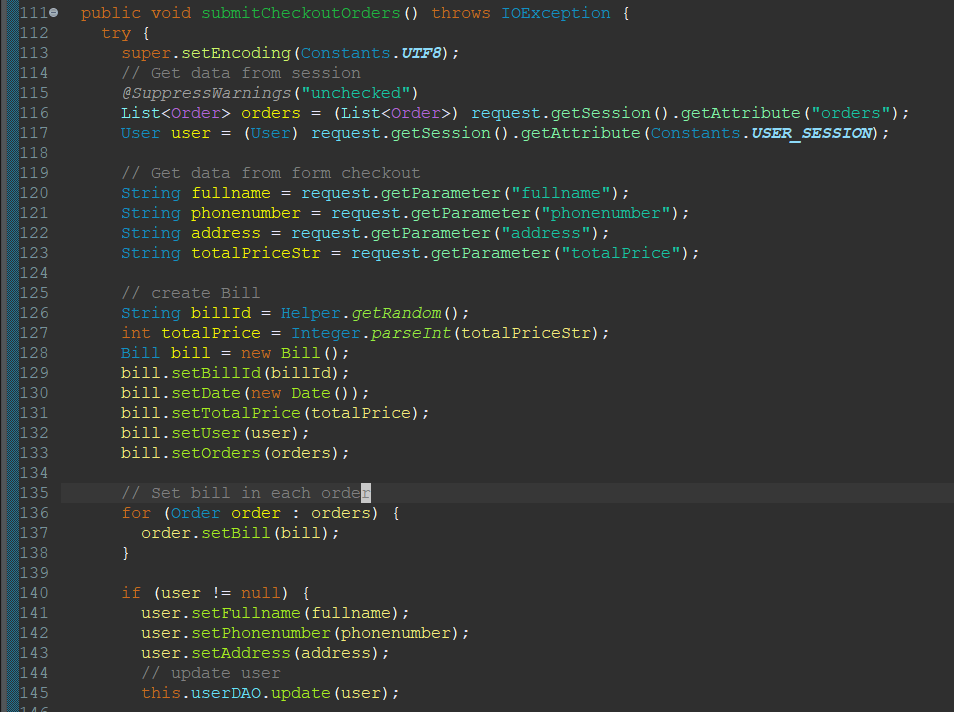 111 public void submitCheckoutOrders() throws IOException {
112 try {
113 super.setEncoding(Constants.UTF8);
114 // Get data from session
115 @SuppressWarnings("unchecked")
116 List<Order> orders = (List<Order>) request.getSession().getAttribute("orders");
117 User user = (User) request.getSession().getAttribute(Constants.USER_SESSION);
118
119 // Get data from form checkout
120 String fullname = request.getParameter("fullname");
121 String phonenumber = request.getParameter("phonenumber");
122 String address = request.getParameter("address");
123 String totalPriceStr = request.getParameter("totalPrice");
124
125 // create Bill
126 String billId = Helper.getRandom();
127 int totalPrice = Integer.parseInt(totalPriceStr);
128 Bill bill = new Bill();
129 bill.setBillId(billId);
130 bill.setDate(new Date());
131 bill.setTotalPrice(totalPrice);
132 bill.setUser(user);
133 bill.setOrders(orders);
134
135 // Set bill in each order
136 for (Order order : orders) {
137 order.setBill(bill);
138 }
139
140 if (user != null) {
141 user.setFullname(fullname);
142 user.setPhonenumber(phonenumber);
143 user.setAddress(address);
144 // update user
145 this.userDAO.update(user);